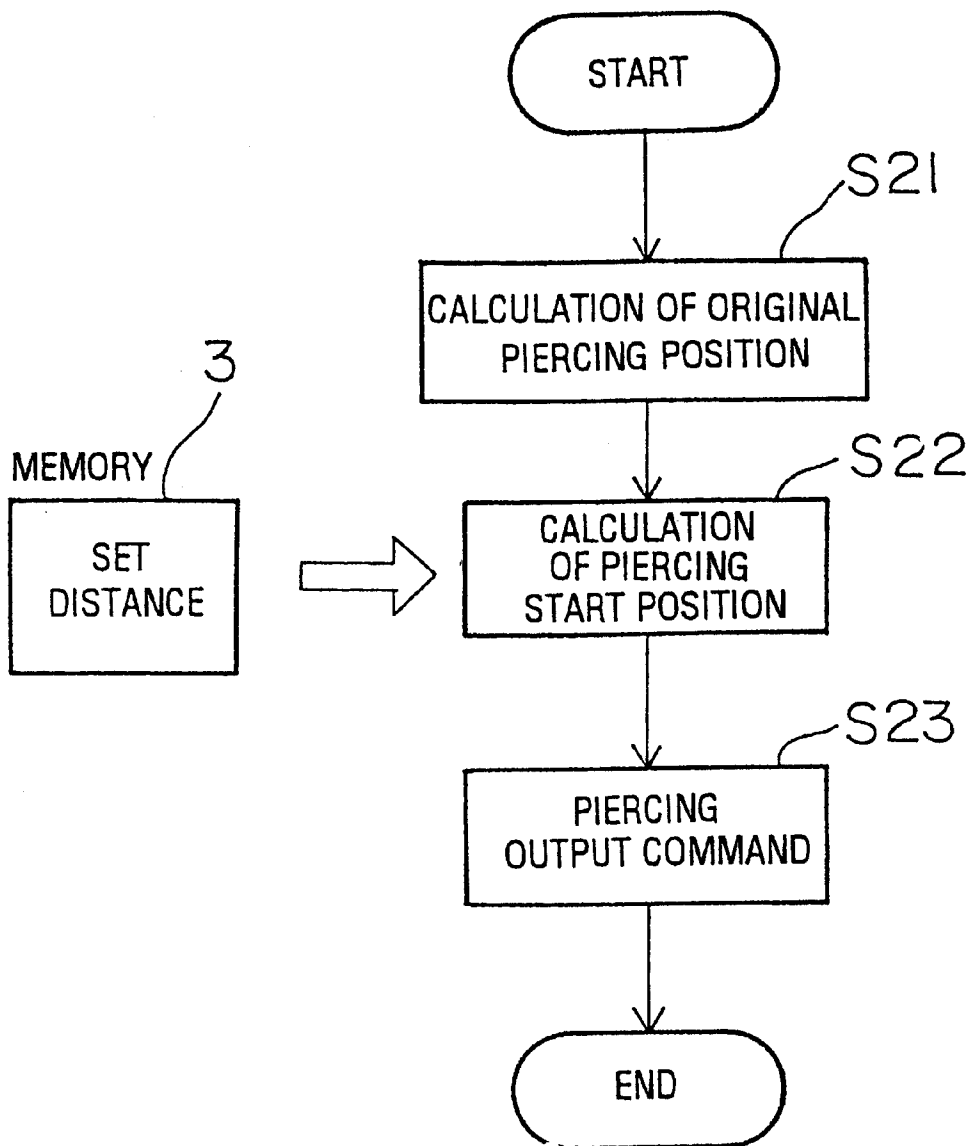 START
S21
CALCULATION OF ORIGINAL
PIERCING POSITION
3
MEMORY
SET
DISTANCE
S22
CALCULATION
OF PIERCING
START POSITION
S23
PIERCING
OUTPUT COMMAND
END